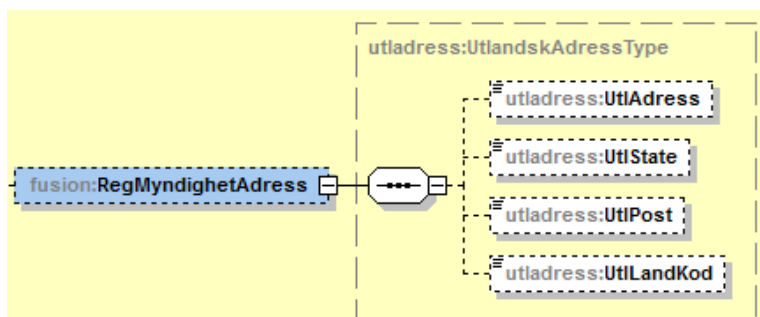 utladress:UtlandskAdressType
utladress:UtlAdress
utladress:UtlState
fusion:RegMyndighetAdress
utladress:UtlPost
utladress:UtlLandKod